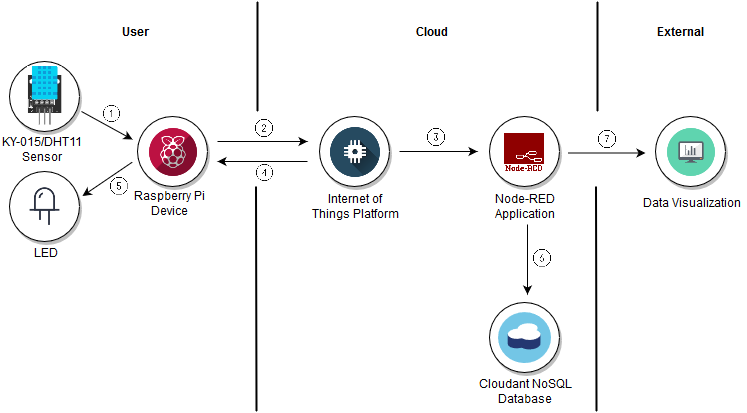 User
Cloud
External
1
2
3
7
KY-015/DHT11
Sensor
4
5
Raspberry Pi
Device
Internet of
Things Platform
Node-RED
Node-RED
Application
Data Visualization
LED
6
Cloudant NoSQL
Database